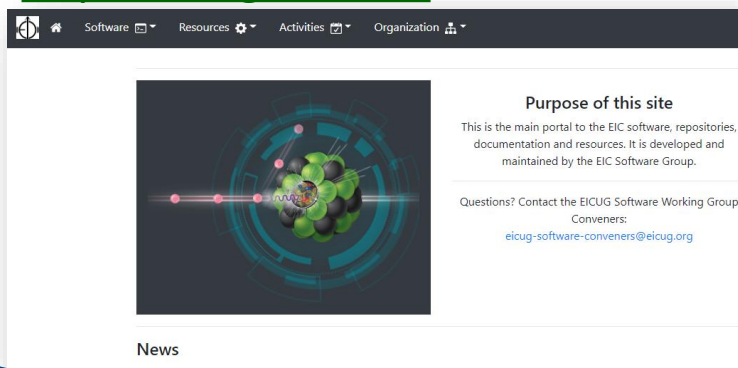 Software
Resources
Activities
Organization
Purpose of this site
This is the main portal to the EIC software, repositories,
documentation and resources. It is developed and
maintained by the EIC Software Group.
Questions? Contact the EICUG Software Working Group
Conveners:
eicug-software-conveners@eicug.org
News